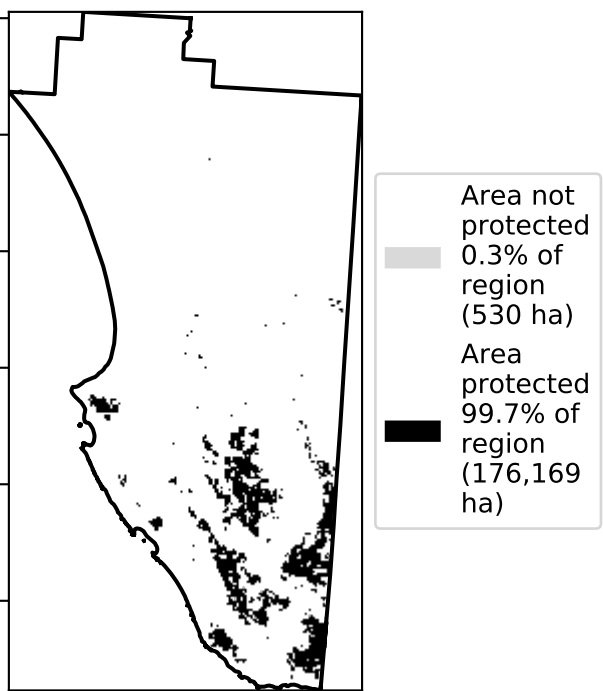 Area not
protected
0.3% of
region
(530 ha)
Area
protected
99.7% of
region
(176,169
ha)